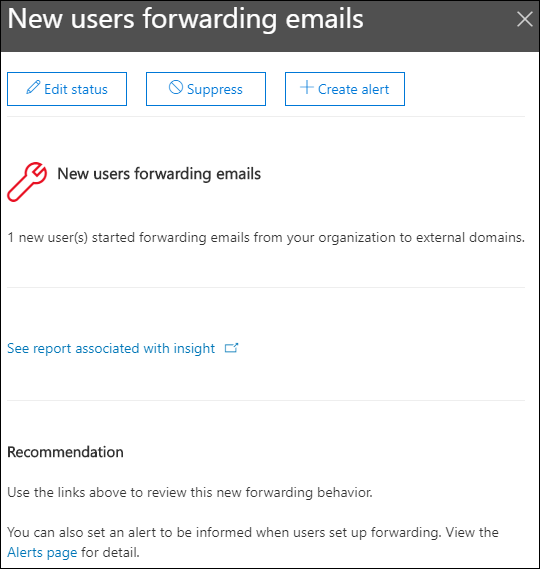 New users forwarding emails
Edit status
Suppress
Create alert
New users forwarding emails
1 new user(s) started forwarding emails from your organization to external domains.
See report associated with insight
Recommendation
Use the links above to review this new forwarding behavior.
You can also set an alert to be informed when users set up forwarding. View the
Alerts page for detail.